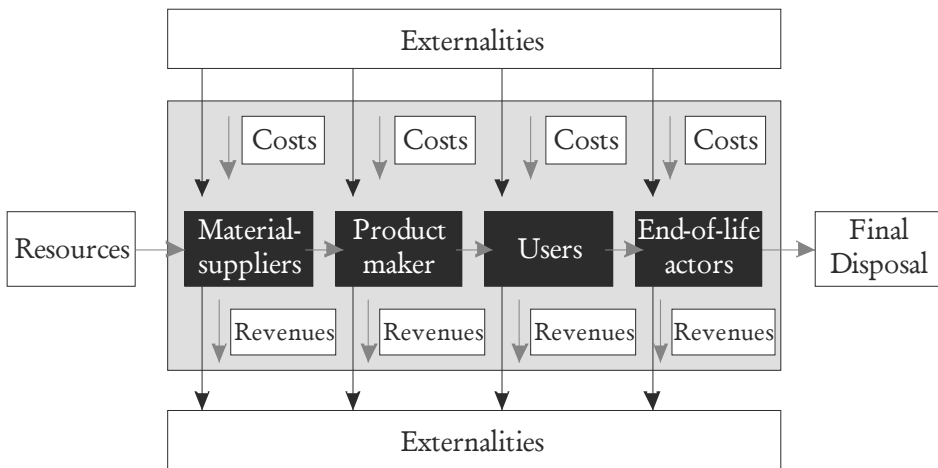 Externalities
Costs
Costs
Costs
Costs
Resources
Material-
suppliers
Product
maker
Users
End-of-life
actors
Final
Disposal
Revenues
Revenues
Revenues
Revenues
Externalities